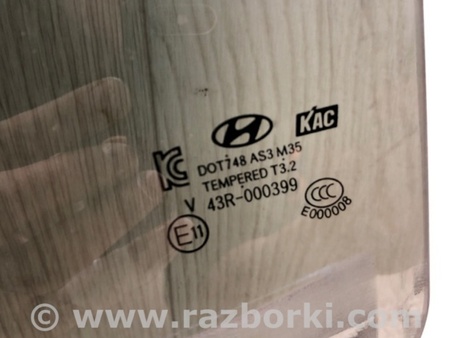 KAC
DOT748 AS3 M35
TEMPERED T3.2
V 43R-000399
E11
CCC
E000008
© www.razborki.com